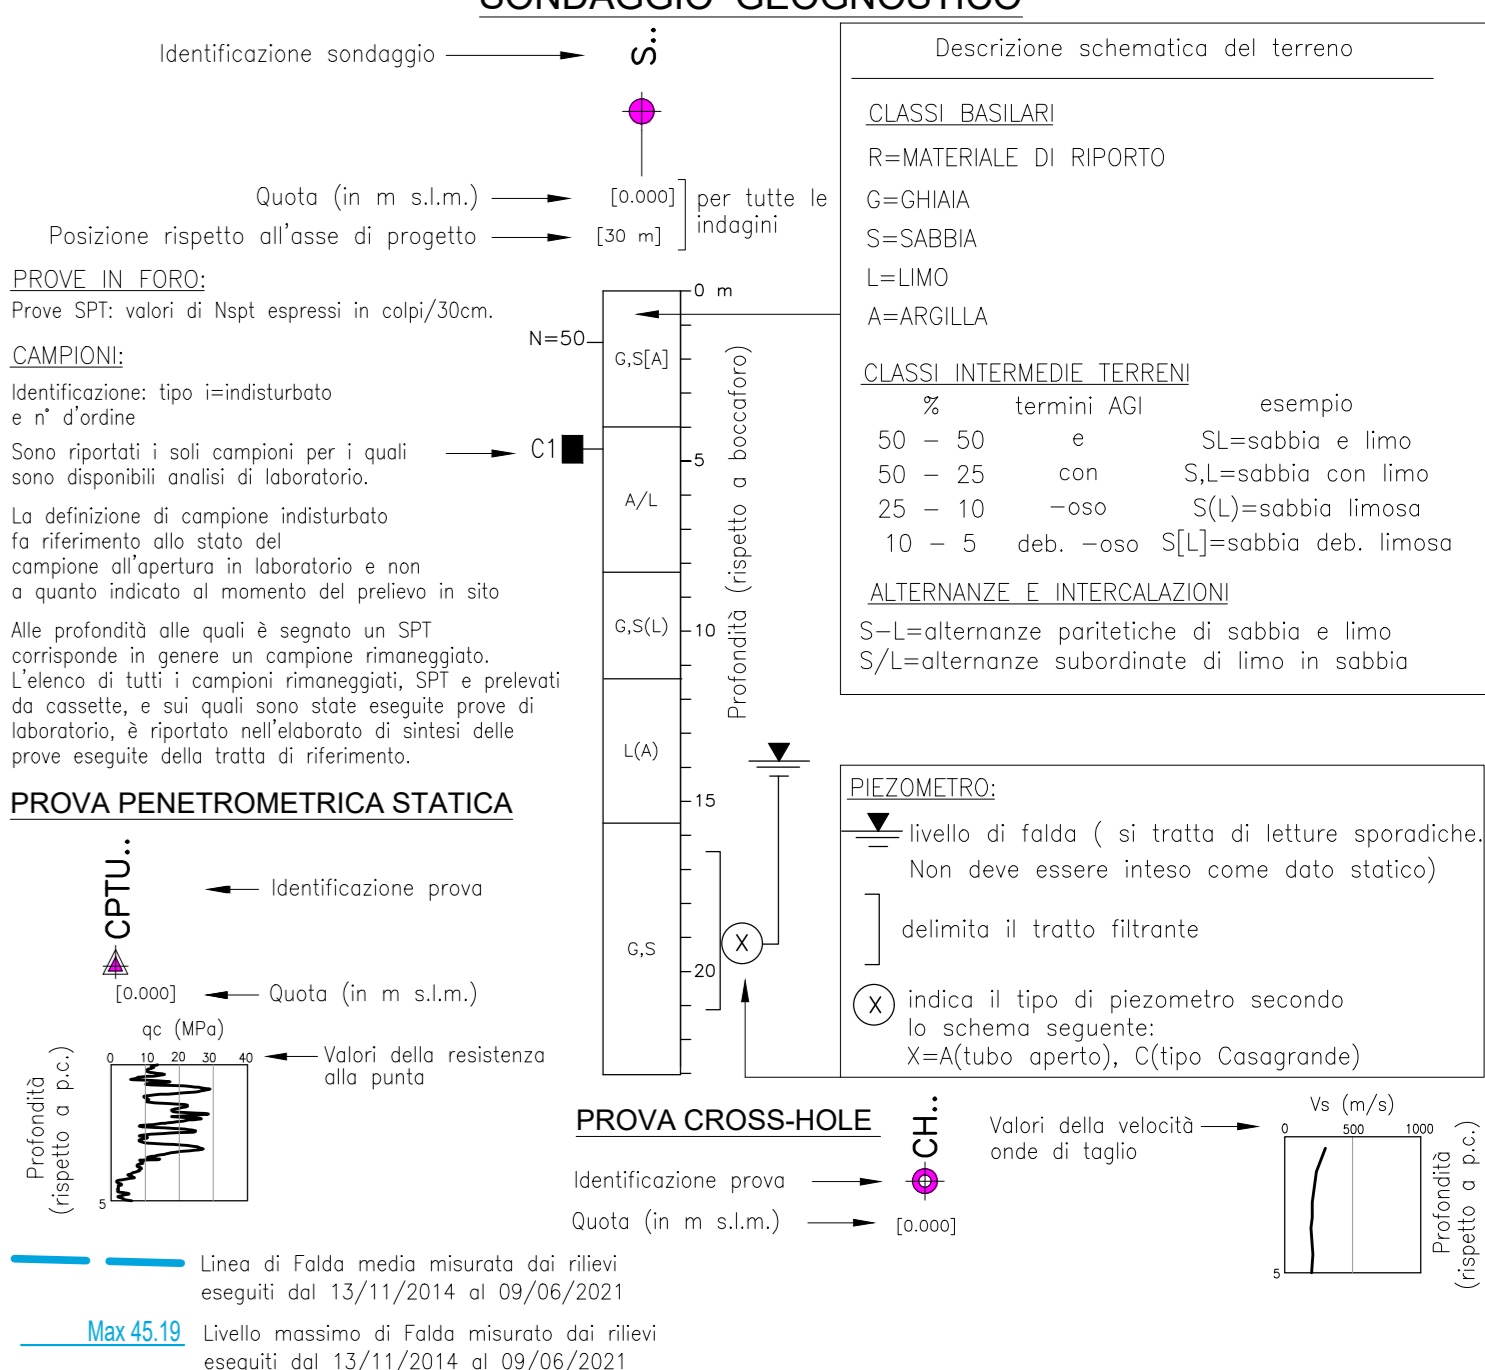 SONDAGGIO GEOGNOSTICO
Identificazione sondaggio
S..
Quota (in m s.l.m.)
[0.000]
Posizione rispetto all'asse di progetto
[30 m]
per tutte le
indagini
PROVE IN FORO:
Prove SPT: valori di Nspt espressi in colpi/30cm.
CAMPIONI:
Identificazione: tipo i=indisturbato
e n° d'ordine
Sono riportati i soli campioni per i quali
sono disponibili analisi di laboratorio.
La definizione di campione indisturbato
fa riferimento allo stato del
campione all'apertura in laboratorio e non
a quanto indicato al momento del prelievo in sito
Alle profondità alle quali è segnato un SPT
corrisponde in genere un campione rimaneggiato.
L'elenco di tutti i campioni rimaneggiati, SPT e prelevati
da cassette, e sui quali sono state eseguite prove di
laboratorio, è riportato nell'elaborato di sintesi delle
prove eseguite della tratta di riferimento.
N=50
C1
G,S[A]
A/L
G,S(L)
L(A)
G,S
0 m
5
10
15
20
Profondità (rispetto a boccaforo)
X
Descrizione schematica del terreno
CLASSI BASILARI
R=MATERIALE DI RIPORTO
G=GHIAIA
S=SABBIA
L=LIMO
A=ARGILLA
CLASSI INTERMEDIE TERRENI
% termini AGI esempio
50 – 50 e SL=sabbia e limo
50 – 25 con S,L=sabbia con limo
25 – 10 –oso S(L)=sabbia limosa
10 – 5 deb. –oso S[L]=sabbia deb. limosa
ALTERNANZE E INTERCALAZIONI
S–L=alternanze paritetiche di sabbia e limo
S/L=alternanze subordinate di limo in sabbia
PIEZOMETRO:
livello di falda ( si tratta di letture sporadiche.
Non deve essere inteso come dato statico)
delimita il tratto filtrante
X
indica il tipo di piezometro secondo
lo schema seguente:
X=A(tubo aperto), C(tipo Casagrande)
PROVA PENETROMETRICA STATICA
CPTU..
Identificazione prova
[0.000]
Quota (in m s.l.m.)
qc (MPa)
0 10 20 30 40
Valori della resistenza
alla punta
Profondità
(rispetto a p.c.)
5
PROVA CROSS-HOLE
CH..
Identificazione prova
Quota (in m s.l.m.)
[0.000]
Valori della velocità
onde di taglio
Vs (m/s)
0 500 1000
Profondità
(rispetto a p.c.)
5
Linea di Falda media misurata dai rilievi
eseguiti dal 13/11/2014 al 09/06/2021
Max 45.19
Livello massimo di Falda misurato dai rilievi
eseguiti dal 13/11/2014 al 09/06/2021